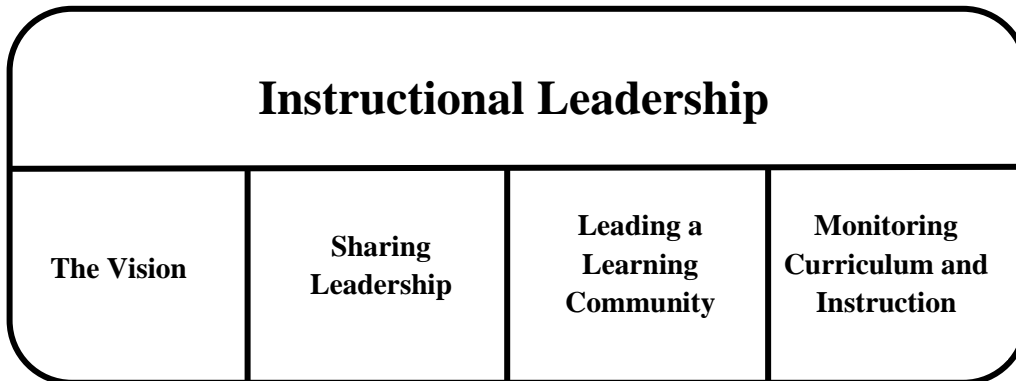 Instructional Leadership
The Vision
Sharing
Leadership
Leading a
Learning
Community
Monitoring
Curriculum and
Instruction